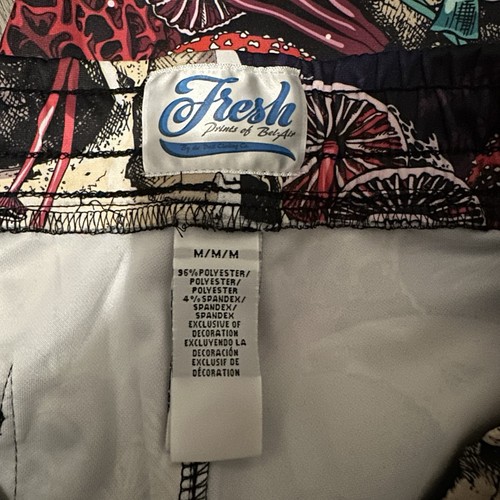 Fresh
Prints of Bel-Air
M/M/M
96%POLYESTER/
POLYESTER/
POLYESTER
4%SPANDEX/
SPANDEX/
SPANDEX
EXCLUSIVE OF
DECORATION
EXCLUYENDO LA
DECORACIÓN
EXCLUSIF DE
DÉCORATION